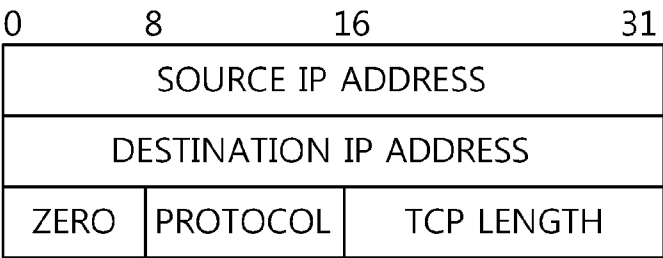 0 8 16 31
SOURCE IP ADDRESS
DESTINATION IP ADDRESS
ZERO PROTOCOL TCP LENGTH